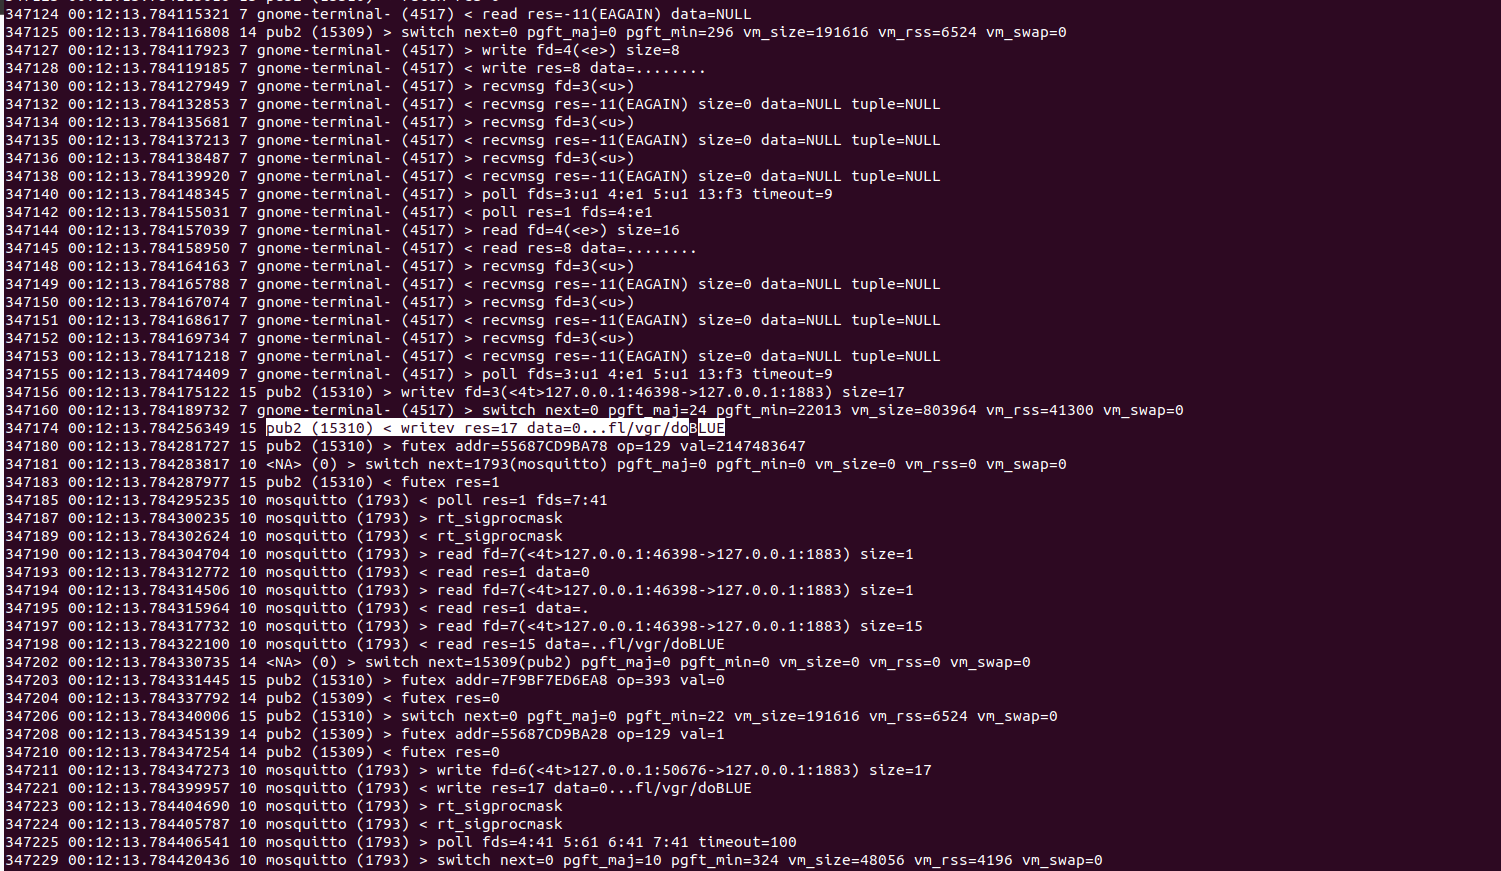 347124 00:12:13.784115321 7 gnome-terminal- (4517) < read res=-11(EAGAIN) data=NULL
347125 00:12:13.784116808 14 pub2 (15309) > switch next=0 pgft_maj=0 pgft_min=296 vm_size=191616 vm_rss=6524 vm_swap=0
347127 00:12:13.784117923 7 gnome-terminal- (4517) > write fd=4(<e>) size=8
347128 00:12:13.784119185 7 gnome-terminal- (4517) < write res=8 data=........
347130 00:12:13.784127949 7 gnome-terminal- (4517) > recvmsg fd=3(<u>)
347132 00:12:13.784132853 7 gnome-terminal- (4517) < recvmsg res=-11(EAGAIN) size=0 data=NULL tuple=NULL
347134 00:12:13.784135681 7 gnome-terminal- (4517) > recvmsg fd=3(<u>)
347135 00:12:13.784137213 7 gnome-terminal- (4517) < recvmsg res=-11(EAGAIN) size=0 data=NULL tuple=NULL
347136 00:12:13.784138487 7 gnome-terminal- (4517) > recvmsg fd=3(<u>)
347138 00:12:13.784139920 7 gnome-terminal- (4517) < recvmsg res=-11(EAGAIN) size=0 data=NULL tuple=NULL
347140 00:12:13.784148345 7 gnome-terminal- (4517) > poll fds=3:u1 4:e1 5:u1 13:f3 timeout=9
347142 00:12:13.784155031 7 gnome-terminal- (4517) < poll res=1 fds=4:e1
347144 00:12:13.784157039 7 gnome-terminal- (4517) > read fd=4(<e>) size=16
347145 00:12:13.784158950 7 gnome-terminal- (4517) < read res=8 data=........
347148 00:12:13.784164163 7 gnome-terminal- (4517) > recvmsg fd=3(<u>)
347149 00:12:13.784165788 7 gnome-terminal- (4517) < recvmsg res=-11(EAGAIN) size=0 data=NULL tuple=NULL
347150 00:12:13.784167074 7 gnome-terminal- (4517) > recvmsg fd=3(<u>)
347151 00:12:13.784168617 7 gnome-terminal- (4517) < recvmsg res=-11(EAGAIN) size=0 data=NULL tuple=NULL
347152 00:12:13.784169734 7 gnome-terminal- (4517) > recvmsg fd=3(<u>)
347153 00:12:13.784171218 7 gnome-terminal- (4517) < recvmsg res=-11(EAGAIN) size=0 data=NULL tuple=NULL
347155 00:12:13.784174409 7 gnome-terminal- (4517) > poll fds=3:u1 4:e1 5:u1 13:f3 timeout=9
347156 00:12:13.784175122 15 pub2 (15310) > writev fd=3(<4t>127.0.0.1:46398->127.0.0.1:1883) size=17
347160 00:12:13.784189732 7 gnome-terminal- (4517) > switch next=0 pgft_maj=24 pgft_min=22013 vm_size=803964 vm_rss=41300 vm_swap=0
347174 00:12:13.784256349 15 pub2 (15310) < writev res=17 data=0...fl/vgr/doBLUE
347180 00:12:13.784281727 15 pub2 (15310) > futex addr=55687CD9BA78 op=129 val=2147483647
347181 00:12:13.784283817 10 <NA> (0) > switch next=1793(mosquitto) pgft_maj=0 pgft_min=0 vm_size=0 vm_rss=0 vm_swap=0
347183 00:12:13.784287977 15 pub2 (15310) < futex res=1
347185 00:12:13.784295235 10 mosquitto (1793) < poll res=1 fds=7:41
347187 00:12:13.784300235 10 mosquitto (1793) > rt_sigprocmask
347189 00:12:13.784302624 10 mosquitto (1793) < rt_sigprocmask
347190 00:12:13.784304704 10 mosquitto (1793) > read fd=7(<4t>127.0.0.1:46398->127.0.0.1:1883) size=1
347193 00:12:13.784312772 10 mosquitto (1793) < read res=1 data=0
347194 00:12:13.784314506 10 mosquitto (1793) > read fd=7(<4t>127.0.0.1:46398->127.0.0.1:1883) size=1
347195 00:12:13.784315964 10 mosquitto (1793) < read res=1 data=.
347197 00:12:13.784317732 10 mosquitto (1793) > read fd=7(<4t>127.0.0.1:46398->127.0.0.1:1883) size=15
347198 00:12:13.784322100 10 mosquitto (1793) < read res=15 data=..fl/vgr/doBLUE
347202 00:12:13.784330735 14 <NA> (0) > switch next=15309(pub2) pgft_maj=0 pgft_min=0 vm_size=0 vm_rss=0 vm_swap=0
347203 00:12:13.784331445 15 pub2 (15310) > futex addr=7F9BF7ED6EA8 op=393 val=0
347204 00:12:13.784337792 14 pub2 (15309) < futex res=0
347206 00:12:13.784340006 15 pub2 (15310) > switch next=0 pgft_maj=0 pgft_min=22 vm_size=191616 vm_rss=6524 vm_swap=0
347208 00:12:13.784345139 14 pub2 (15309) > futex addr=55687CD9BA28 op=129 val=1
347210 00:12:13.784347254 14 pub2 (15309) < futex res=0
347211 00:12:13.784347273 10 mosquitto (1793) > write fd=6(<4t>127.0.0.1:50676->127.0.0.1:1883) size=17
347221 00:12:13.784399957 10 mosquitto (1793) < write res=17 data=0...fl/vgr/doBLUE
347223 00:12:13.784404690 10 mosquitto (1793) > rt_sigprocmask
347224 00:12:13.784405787 10 mosquitto (1793) < rt_sigprocmask
347225 00:12:13.784406541 10 mosquitto (1793) > poll fds=4:41 5:61 6:41 7:41 timeout=100
347229 00:12:13.784420436 10 mosquitto (1793) > switch next=0 pgft_maj=10 pgft_min=324 vm_size=48056 vm_rss=4196 vm_swap=0